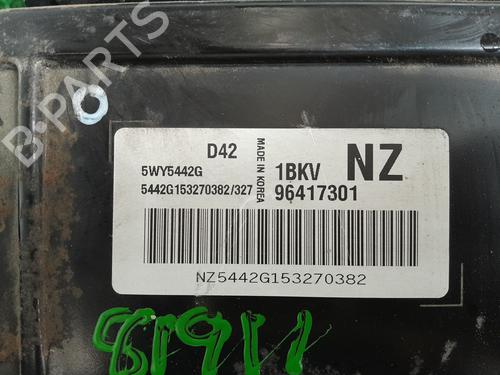 B-PARTS
D42
5WY5442G
5442G153270382/327
MADE IN KOREA
1BKV
NZ
96417301
NZ5442G153270382